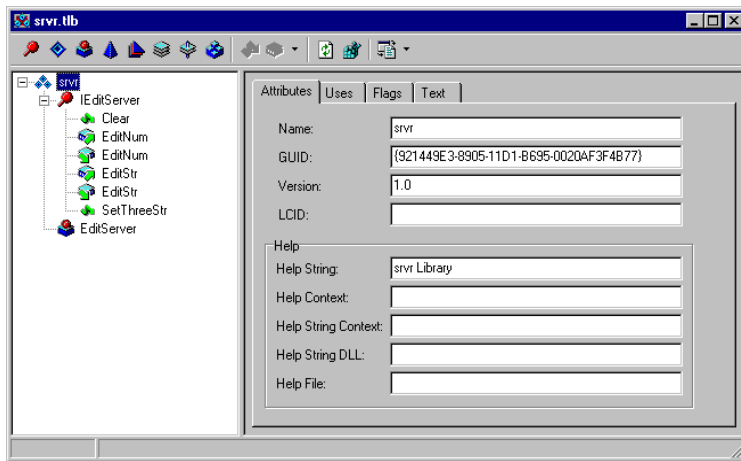 srvr.tlb
srvr
IEditServer
Clear
EditNum
EditNum
EditStr
EditStr
SetThreeStr
EditServer
Attributes Uses Flags Text
Name: srvr
GUID: {921449E3-8905-11D1-B695-0020AF3F4B77}
Version: 1.0
LCID:
Help
Help String: srvr Library
Help Context:
Help String Context:
Help String DLL:
Help File: